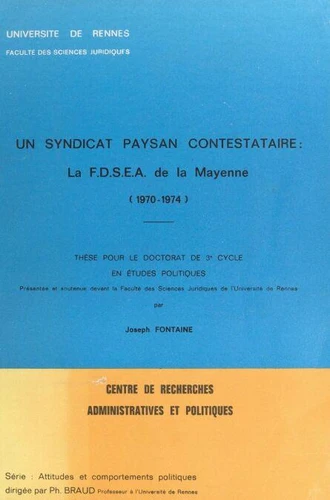 UNIVERSITE DE RENNES
FACULTE DES SCIENCES JURIDIQUES
UN SYNDICAT PAYSAN CONTESTATAIRE :
La F.D.S.E.A. de la Mayenne
( 1970-1974 )
THÈSE POUR LE DOCTORAT DE 3e CYCLE
EN ÉTUDES POLITIQUES
Présentée et soutenue devant la Faculté des Sciences Juridiques de l'Université de Rennes
par
Joseph FONTAINE
CENTRE DE RECHERCHES
ADMINISTRATIVES ET POLITIQUES
Série : Attitudes et comportements politiques
dirigée par Ph. BRAUD Professeur à l'Université de Rennes